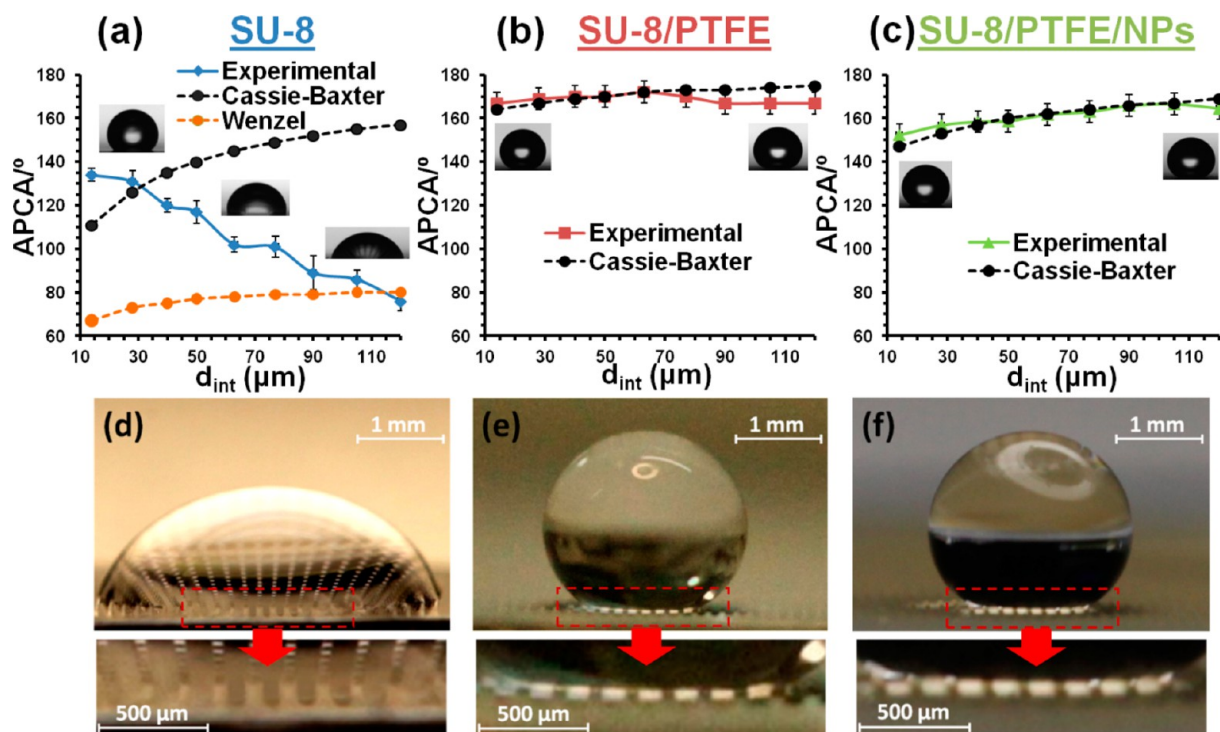 (a) SU-8
(b) SU-8/PTFE
(c) SU-8/PTFE/NPs
APCA/º
180
160
140
120
100
80
60
Experimental
Cassie-Baxter
Wenzel
10 30 50 70 90 110
d_int (µm)
APCA/º
180
160
140
120
100
80
60
Experimental
Cassie-Baxter
10 30 50 70 90 110
d_int (µm)
APCA/º
180
160
140
120
100
80
60
Experimental
Cassie-Baxter
10 30 50 70 90 110
d_int (µm)
(d)
1 mm
500 µm
(e)
1 mm
500 µm
(f)
1 mm
500 µm